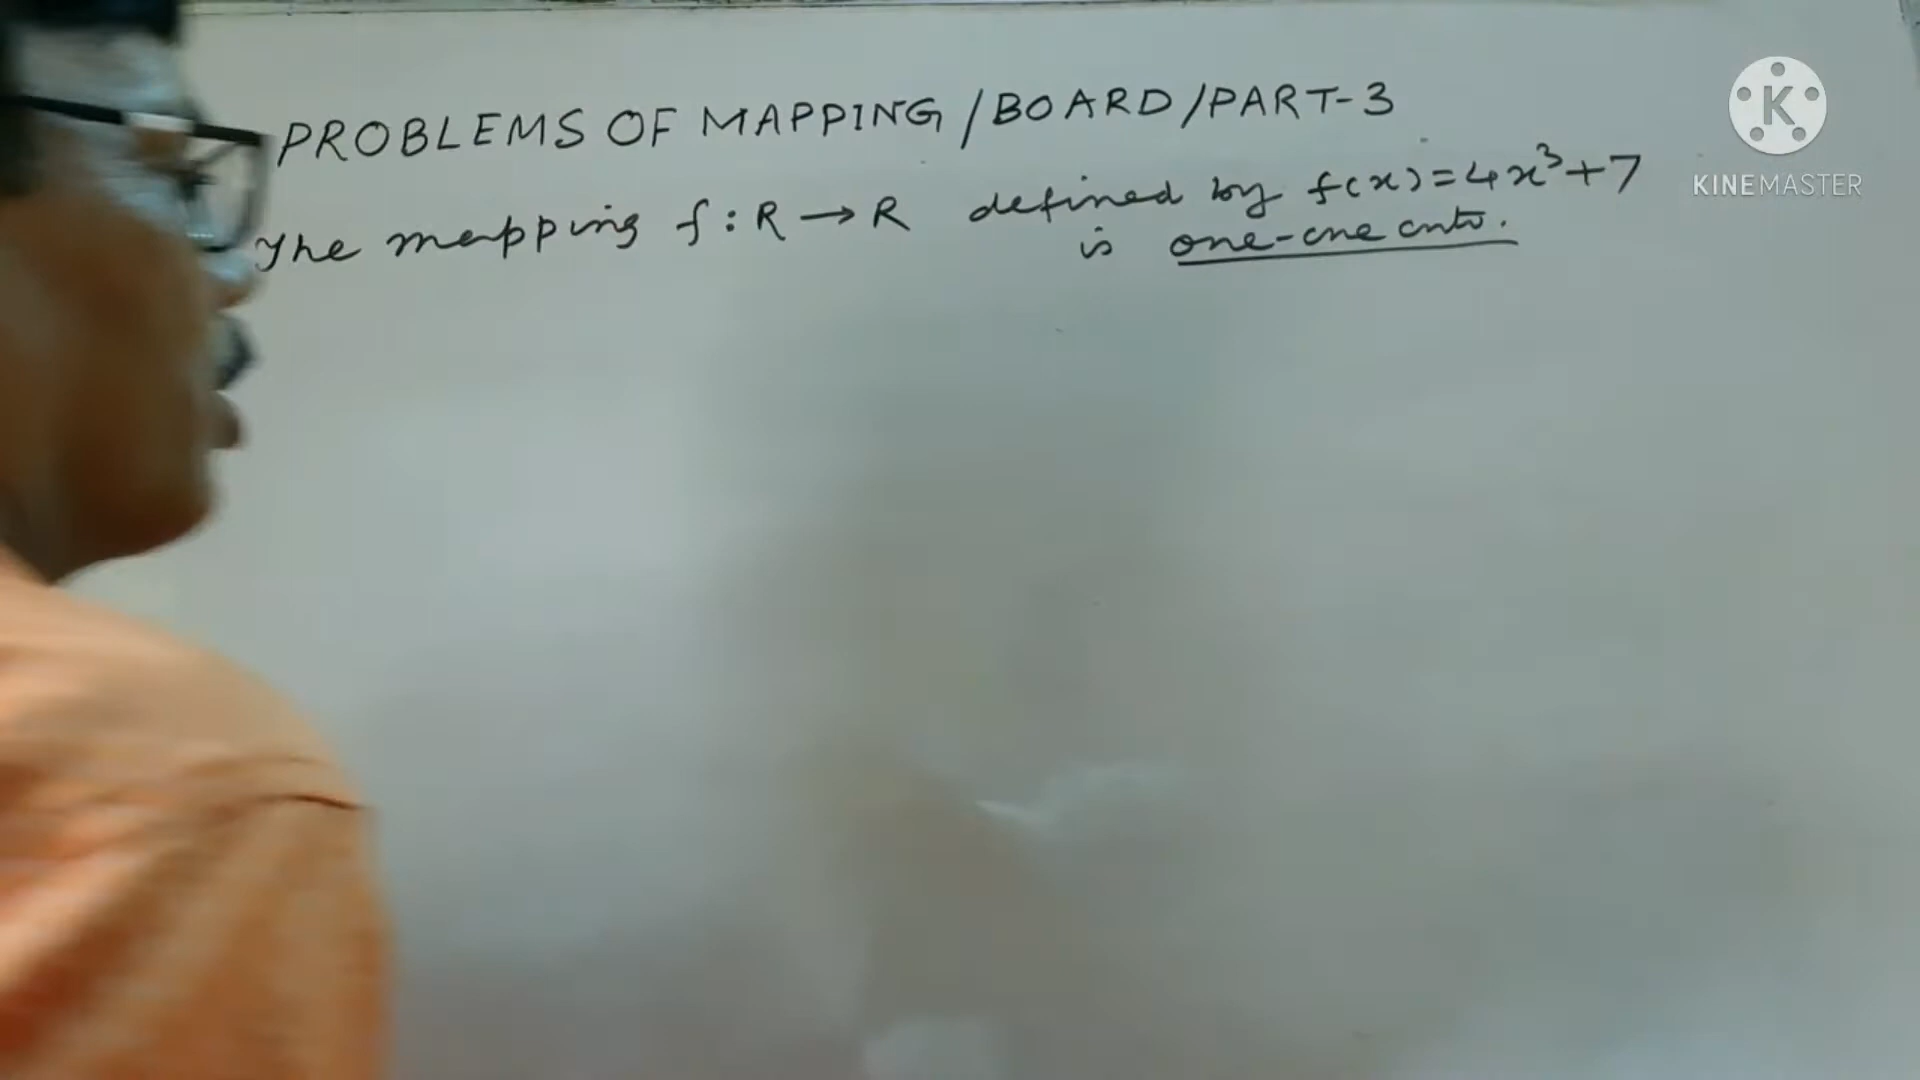 PROBLEMS OF MAPPING/BOARD/PART-3
The mapping f:R→R defined by f(x)=4x³+7
is one-one onto.
K
KINEMASTER